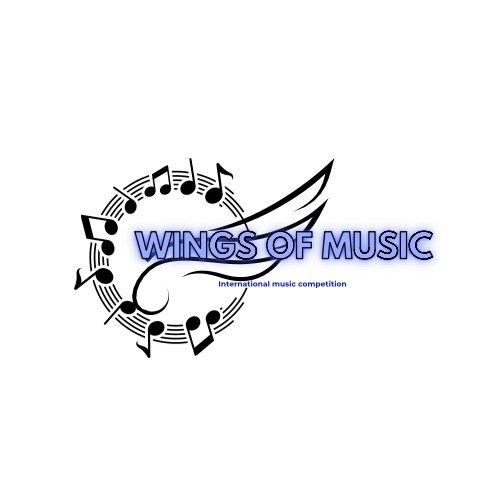 WINGS OF MUSIC
International music competition